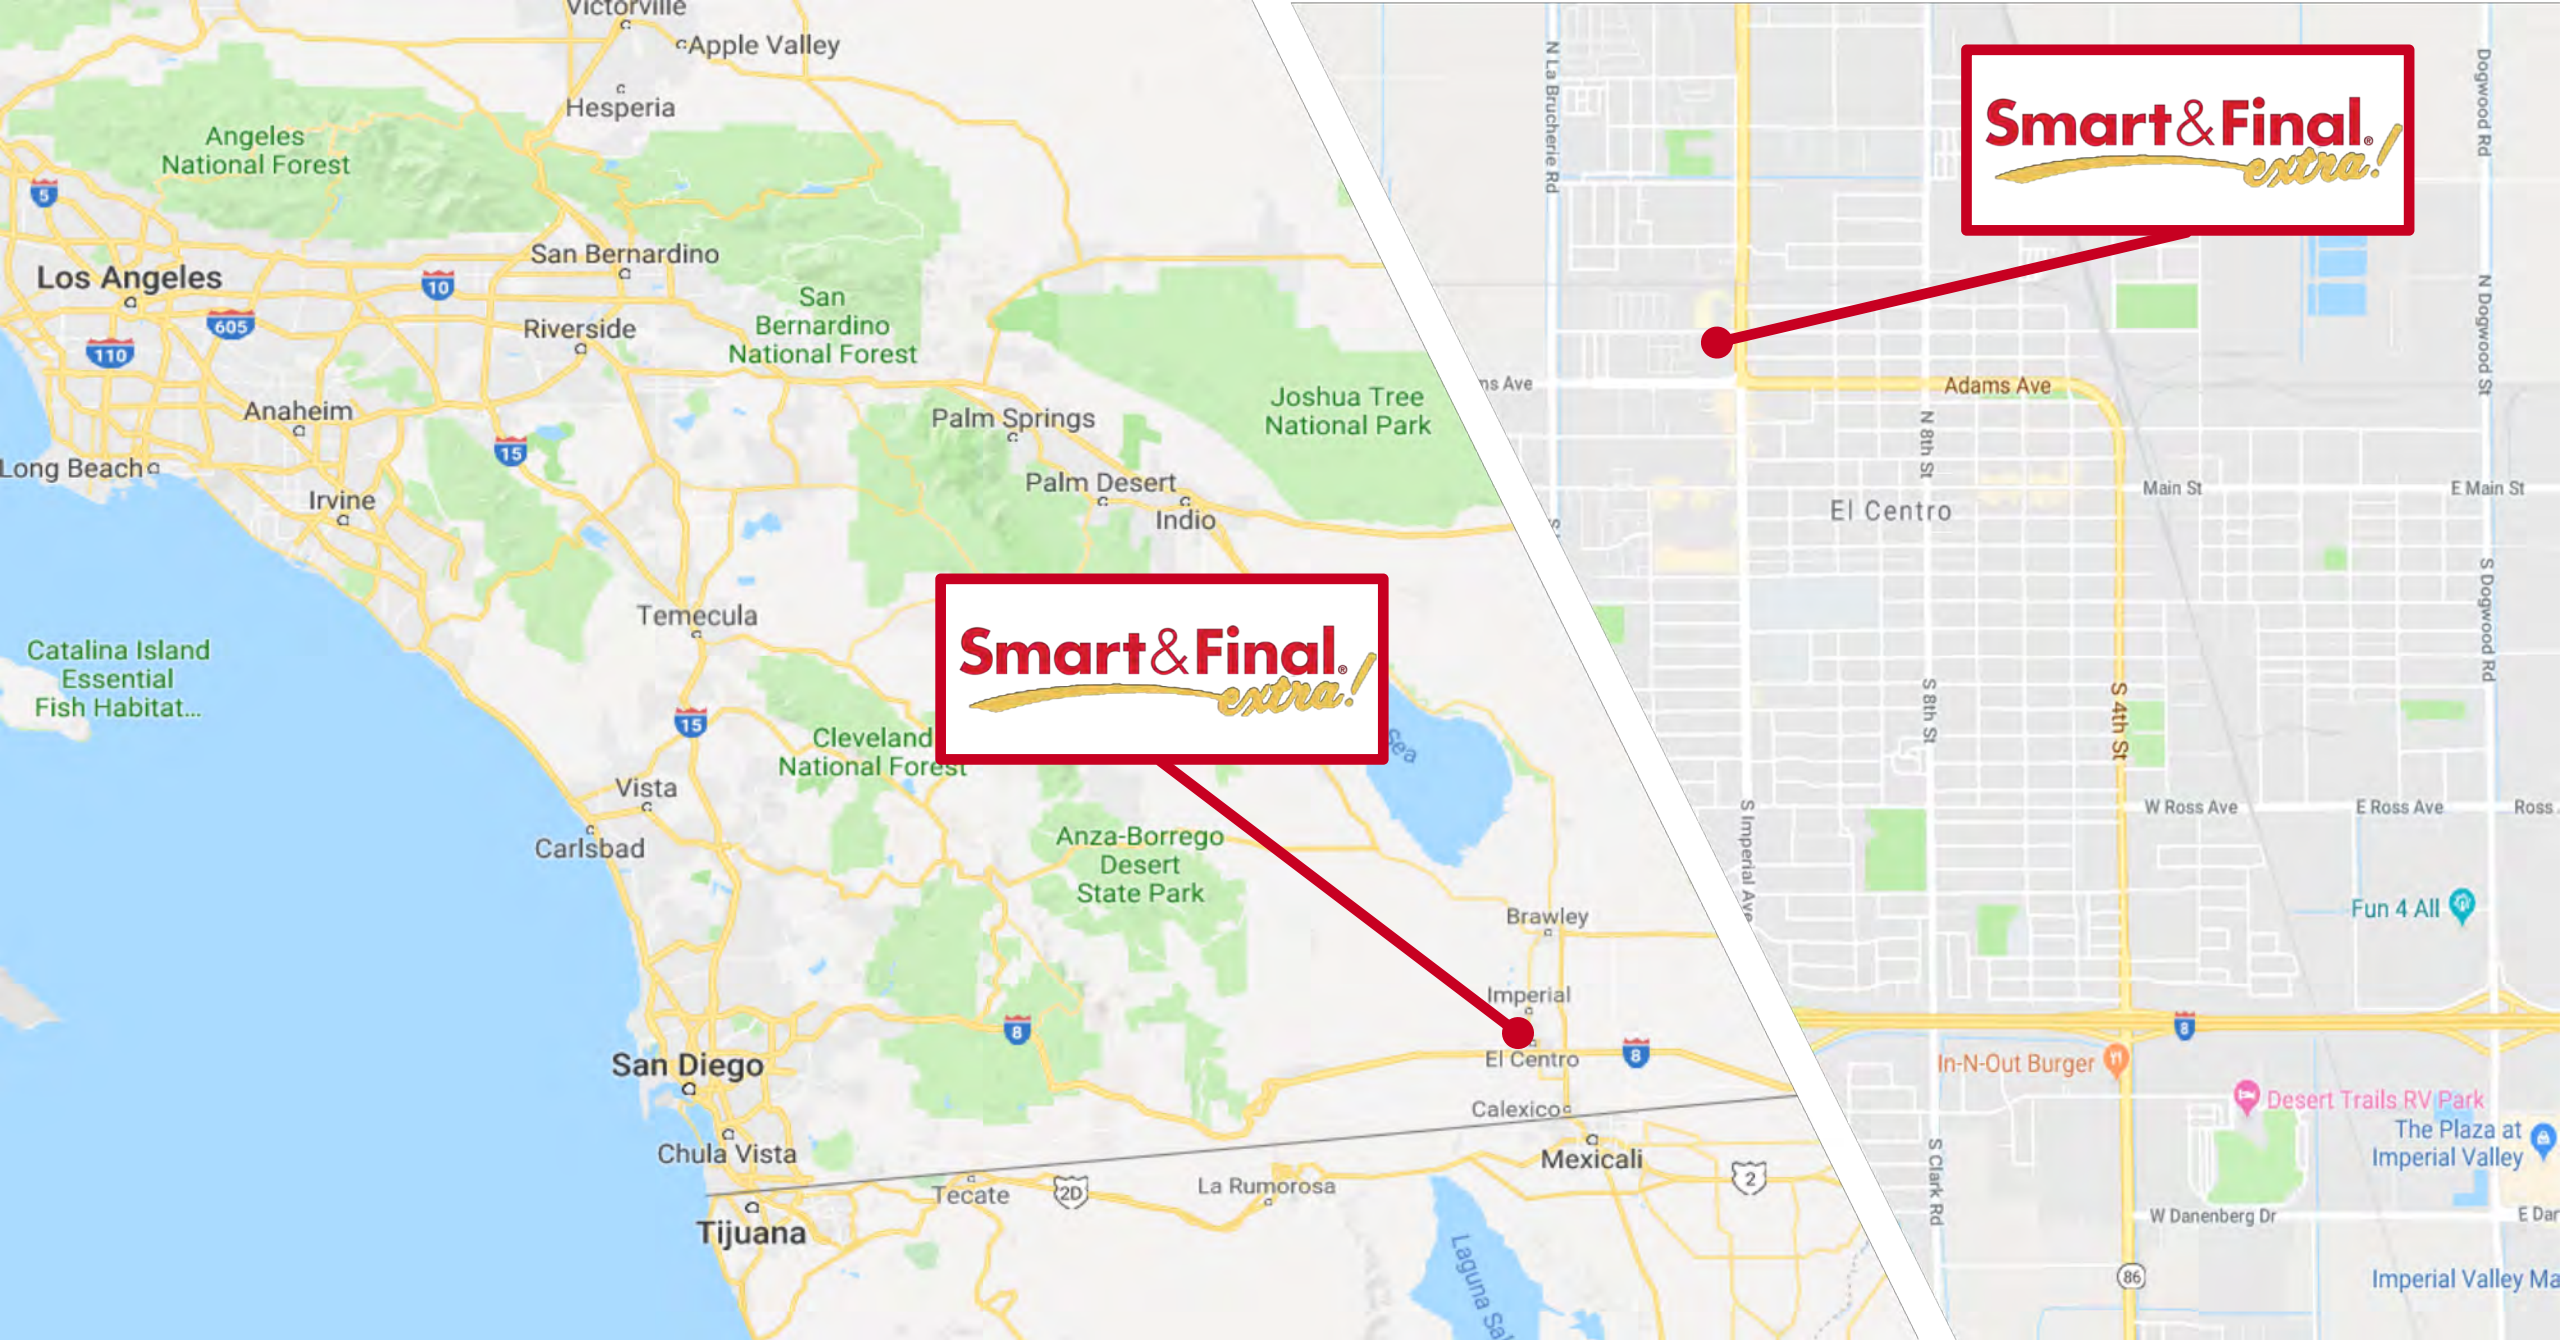 Victorville
Apple Valley
Hesperia
Angeles
National Forest
5
San Bernardino
Los Angeles
10
605
San
Bernardino
National Forest
Riverside
110
Anaheim
Joshua Tree
National Park
Palm Springs
15
Long Beach
Palm Desert
Irvine
Indio
Temecula
Catalina Island
Essential
Fish Habitat...
Smart&Final®
extra!
15
Cleveland
National Forest
Sea
Vista
Carlsbad
Anza-Borrego
Desert
State Park
Brawley
Imperial
8
El Centro
8
San Diego
Calexico
Chula Vista
Mexicali
Tecate
2D
La Rumorosa
2
Tijuana
Laguna Sa
N La Brucherie Rd
Dogwood Rd
Smart&Final®
extra!
N Dogwood St
ns Ave
Adams Ave
N 8th St
Main St
E Main St
El Centro
S
S Dogwood Rd
S 8th St
S 4th St
S Imperial Ave
W Ross Ave
E Ross Ave
Ross
Fun 4 All
8
In-N-Out Burger
Desert Trails RV Park
The Plaza at
Imperial Valley
S Clark Rd
W Danenberg Dr
E Dan
86
Imperial Valley Ma